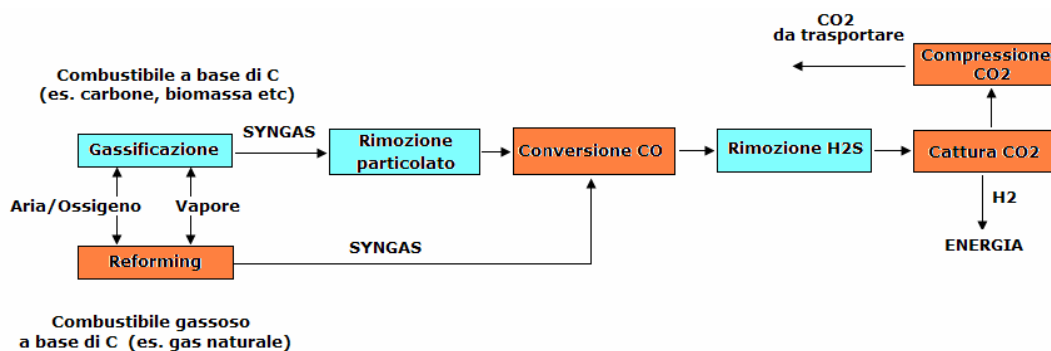 CO2
da trasportare
Compressione
CO2
Combustibile a base di C
(es. carbone, biomassa etc)
SYNGAS
Gassificazione
Rimozione
particolato
Conversione CO
Rimozione H2S
Cattura CO2
Aria/Ossigeno
Vapore
H2
ENERGIA
Reforming
SYNGAS
Combustibile gassoso
a base di C (es. gas naturale)